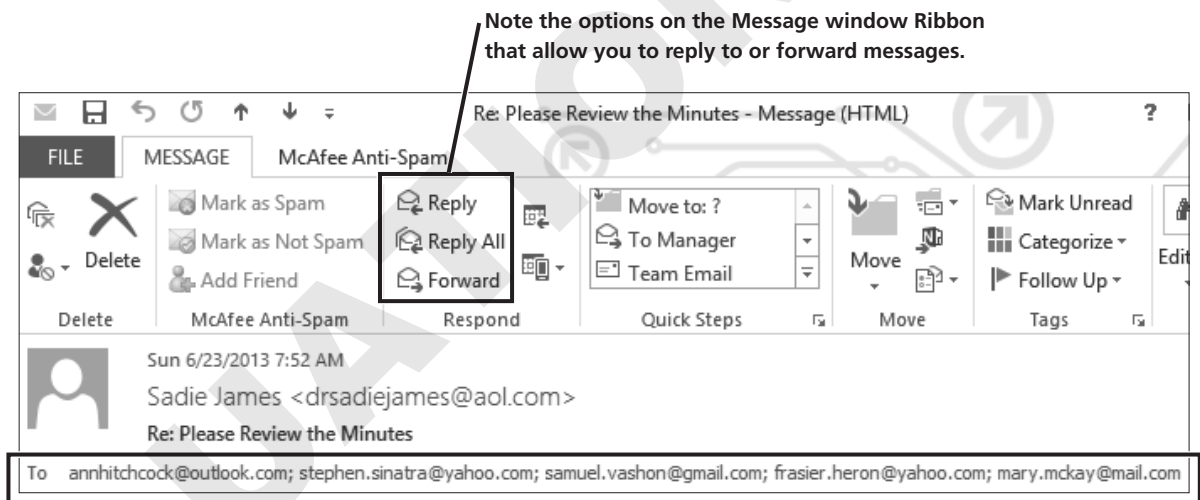 Note the options on the Message window Ribbon
that allow you to reply to or forward messages.
Re: Please Review the Minutes - Message (HTML) ?
FILE MESSAGE McAfee Anti-Spam
Delete
Mark as Spam
Mark as Not Spam
Add Friend
Reply
Reply All
Forward
Move to: ?
To Manager
Team Email
Move
Mark Unread
Categorize
Follow Up
Edit
Delete McAfee Anti-Spam Respond Quick Steps Move Tags
Sun 6/23/2013 7:52 AM
Sadie James <drsadiejames@aol.com>
Re: Please Review the Minutes
To annhitchcock@outlook.com; stephen.sinatra@yahoo.com; samuel.vashon@gmail.com; frasier.heron@yahoo.com; mary.mckay@mail.com
UATION